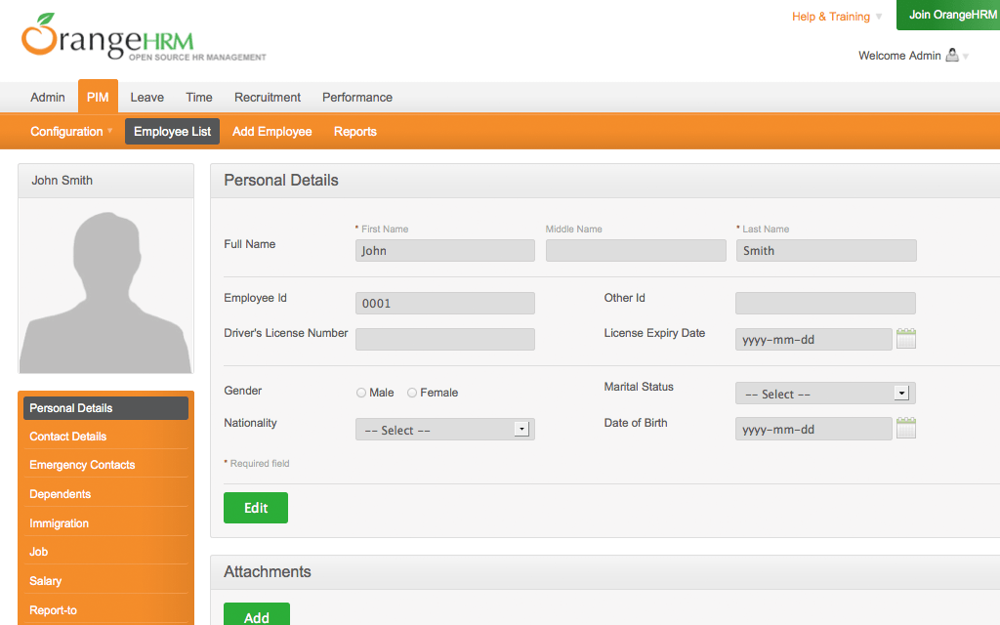 Help & Training
Join OrangeHRM
OrangeHRM
OPEN SOURCE HR MANAGEMENT
Welcome Admin
Admin PIM Leave Time Recruitment Performance
Configuration Employee List Add Employee Reports
John Smith
Personal Details
Contact Details
Emergency Contacts
Dependents
Immigration
Job
Salary
Report-to
Personal Details
* First Name Middle Name * Last Name
Full Name John Smith
Employee Id 0001 Other Id
Driver's License Number License Expiry Date yyyy-mm-dd
Gender Male Female Marital Status -- Select --
Nationality -- Select -- Date of Birth yyyy-mm-dd
* Required field
Edit
Attachments
Add